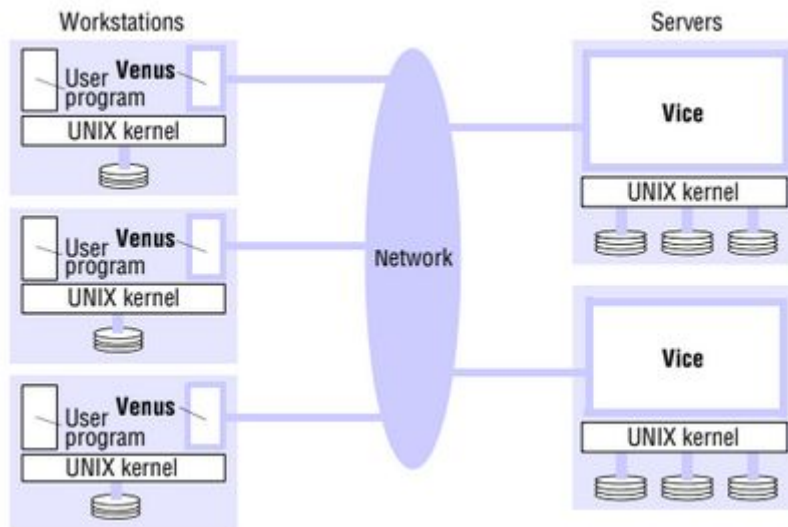 Workstations
Servers
User
program
Venus
UNIX kernel
Vice
UNIX kernel
User
program
Venus
UNIX kernel
Network
Vice
UNIX kernel
User
program
Venus
UNIX kernel